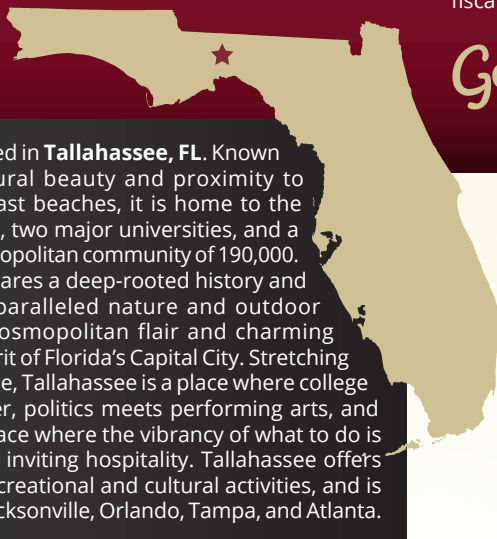 fisca
Go
ed in Tallahassee, FL. Known
ural beauty and proximity to
ast beaches, it is home to the
, two major universities, and a
opolitan community of 190,000.
ares a deep-rooted history and
paralleled nature and outdoor
osmopolitan flair and charming
rit of Florida’s Capital City. Stretching
e, Tallahassee is a place where college
er, politics meets performing arts, and
ace where the vibrancy of what to do is
inviting hospitality. Tallahassee offers
creational and cultural activities, and is
cksonville, Orlando, Tampa, and Atlanta.